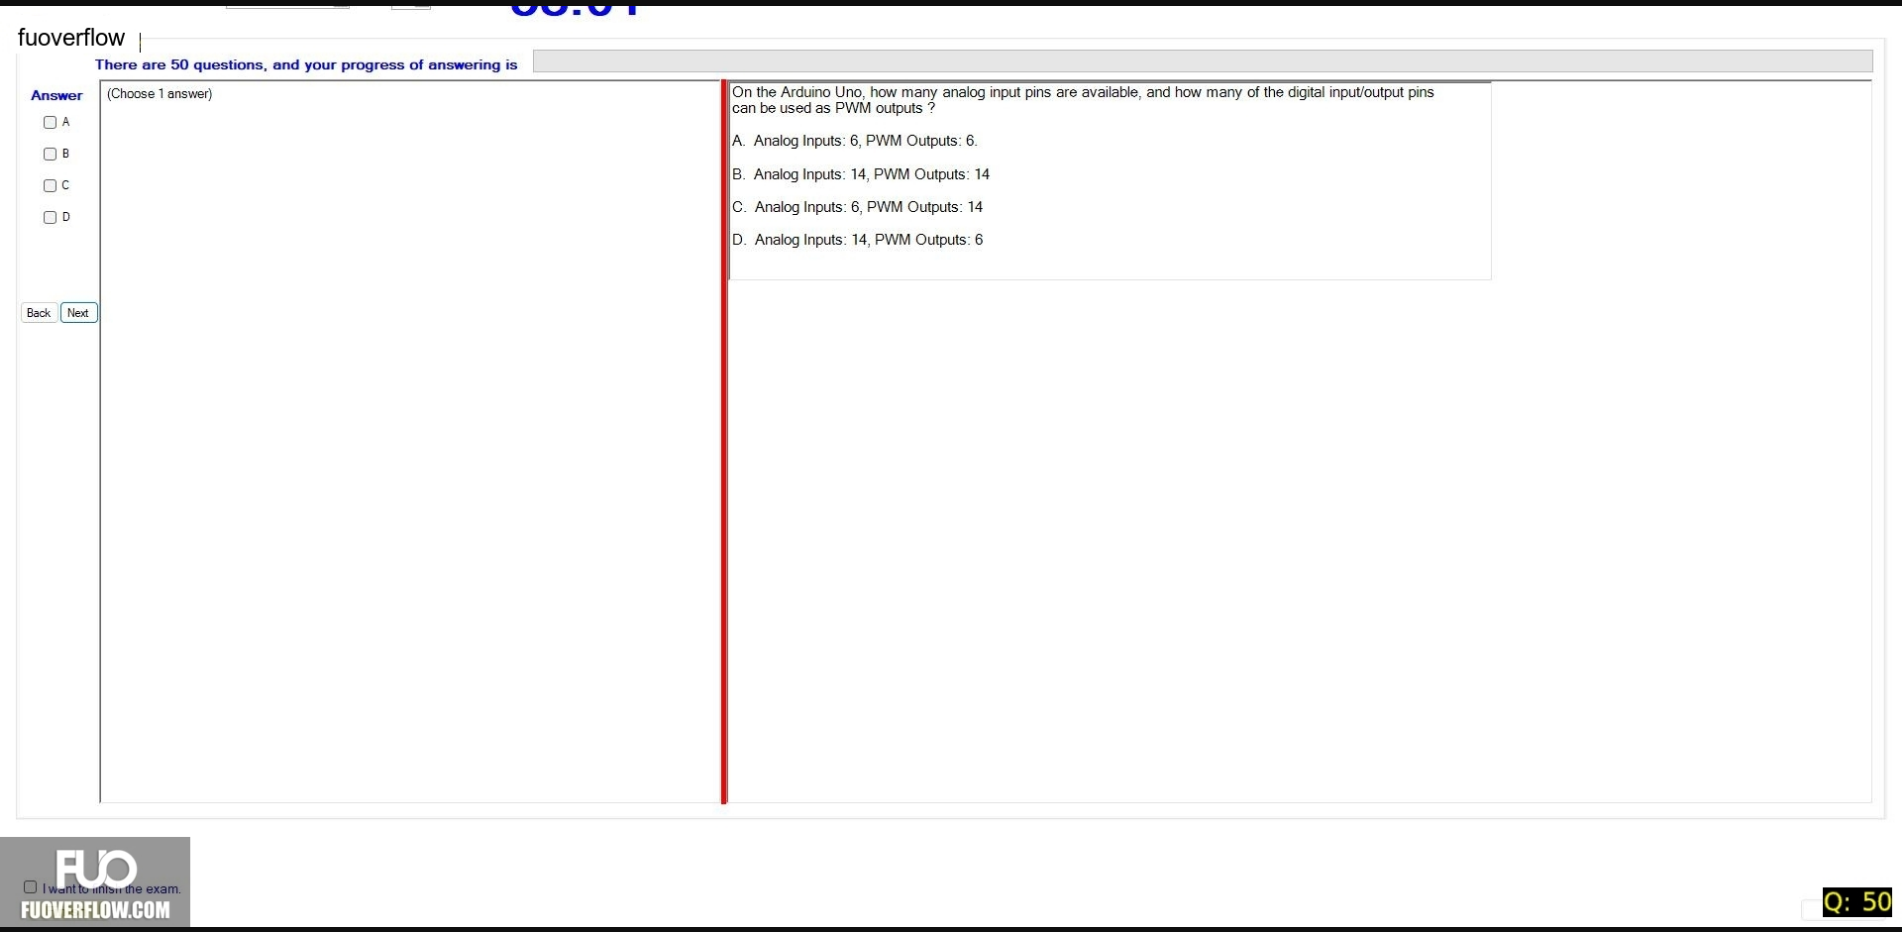 fuoverflow
There are 50 questions, and your progress of answering is
Answer
(Choose 1 answer)
A
B
C
D
Back Next
On the Arduino Uno, how many analog input pins are available, and how many of the digital input/output pins
can be used as PWM outputs ?
A. Analog Inputs: 6, PWM Outputs: 6.
B. Analog Inputs: 14, PWM Outputs: 14
C. Analog Inputs: 6, PWM Outputs: 14
D. Analog Inputs: 14, PWM Outputs: 6
FUO
I want to finish the exam.
FUOVERFLOW.COM
Q: 50